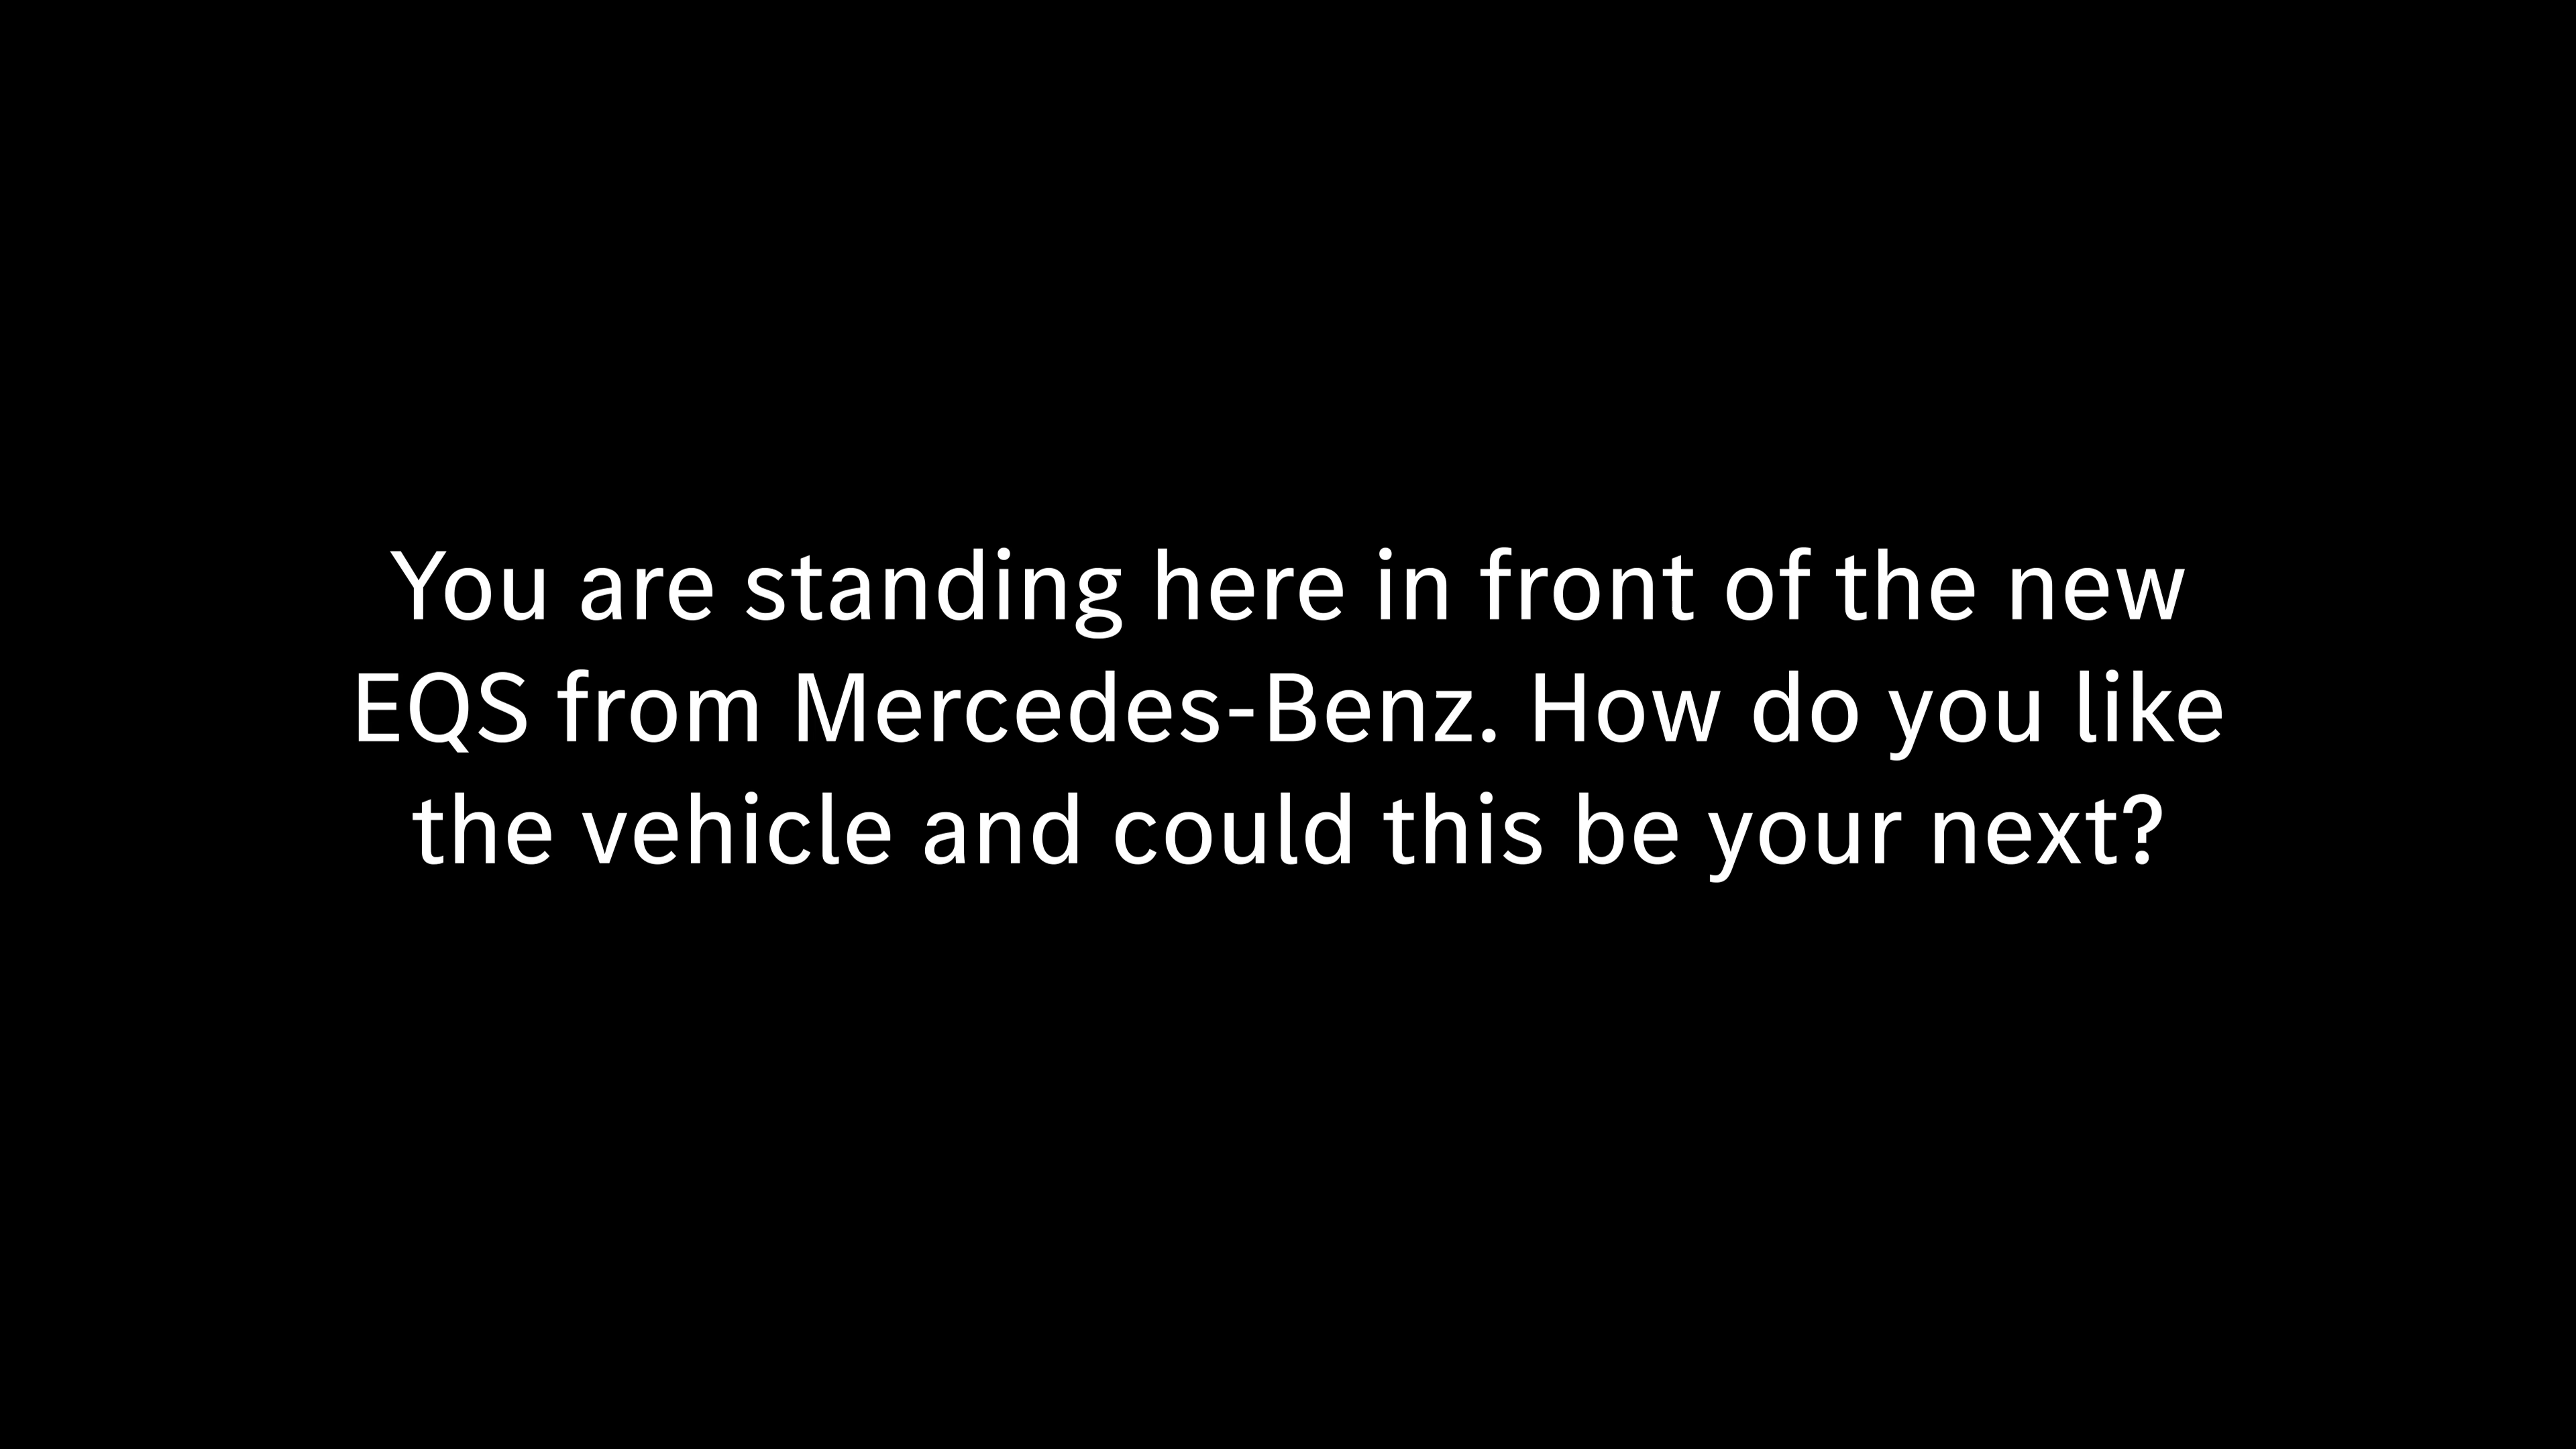 You are standing here in front of the new
EQS from Mercedes-Benz. How do you like
the vehicle and could this be your next?